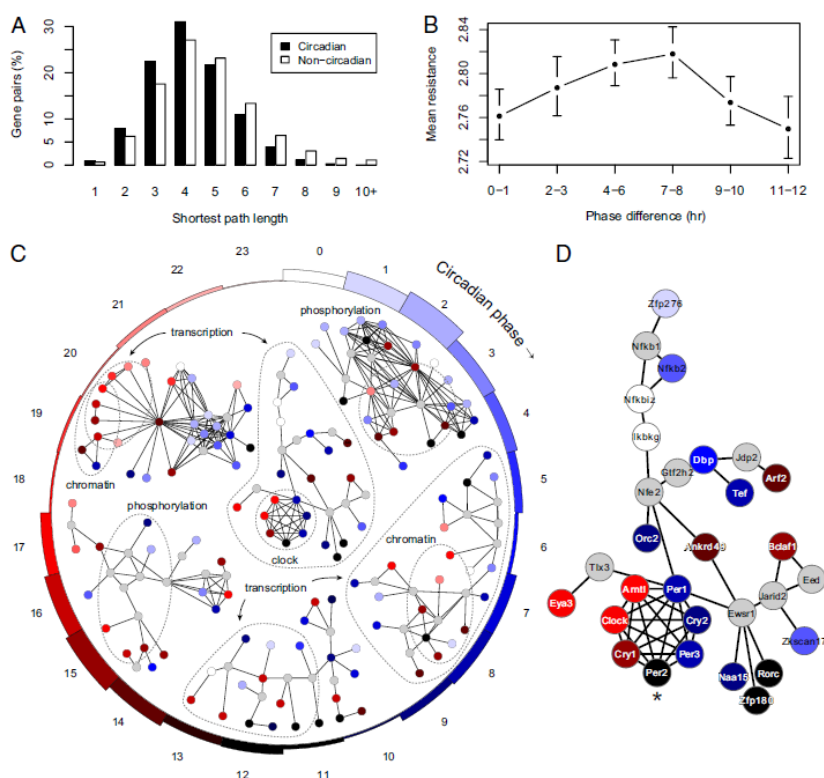 A
30
20
10
5
0
Gene pairs (%)
Circadian
Non−circadian
1 2 3 4 5 6 7 8 9 10+
Shortest path length
B
2.84
2.80
2.76
2.72
Mean resistance
0−1 2−3 4−6 7−8 9−10 11−12
Phase difference (hr)
C
0
1
2
3
4
5
6
7
8
9
10
11
12
13
14
15
16
17
18
19
20
21
22
23
Circadian phase
transcription
phosphorylation
chromatin
phosphorylation
clock
chromatin
transcription
D
Zfp276
Nfkb1
Nfkb2
Nfkbiz
Ikbkg
Dbp
Jdp2
Gtf2h2
Arf2
Nfe2
Tef
Orc2
Ankrd49
Bclaf1
Tlx3
Eed
Amtl
Per1
Jarid2
Eya3
Clock
Cry2
Ewsr1
Zkscan17
Cry1
Per3
Per2
Naa15
Rorc
Zfp180
*